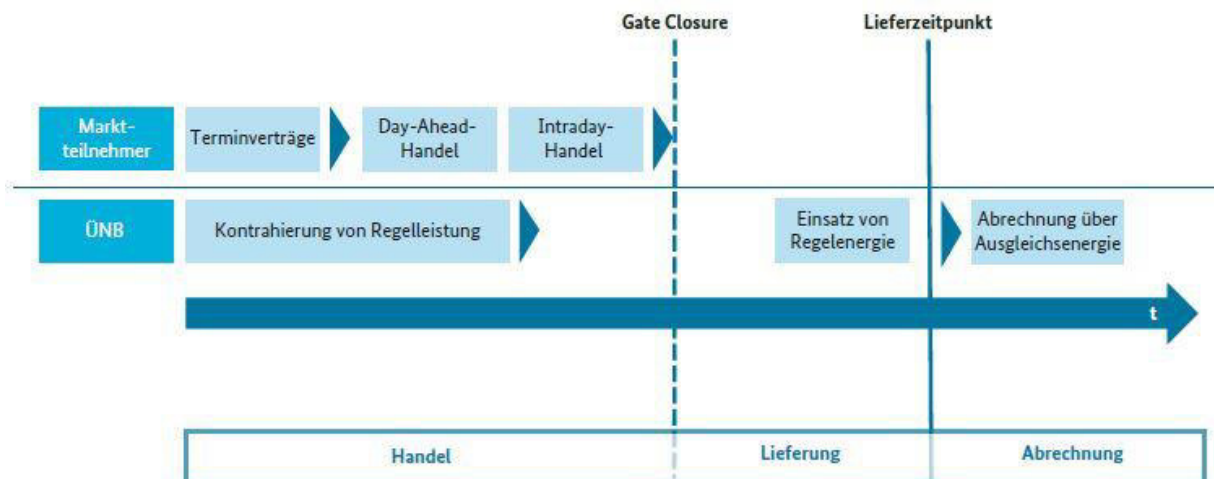 Gate Closure
Lieferzeitpunkt
Markt-
teilnehmer
Terminverträge
Day-Ahead-
Handel
Intraday-
Handel
ÜNB
Kontrahierung von Regelleistung
Einsatz von
Regelenergie
Abrechnung über
Ausgleichsenergie
t
Handel
Lieferung
Abrechnung